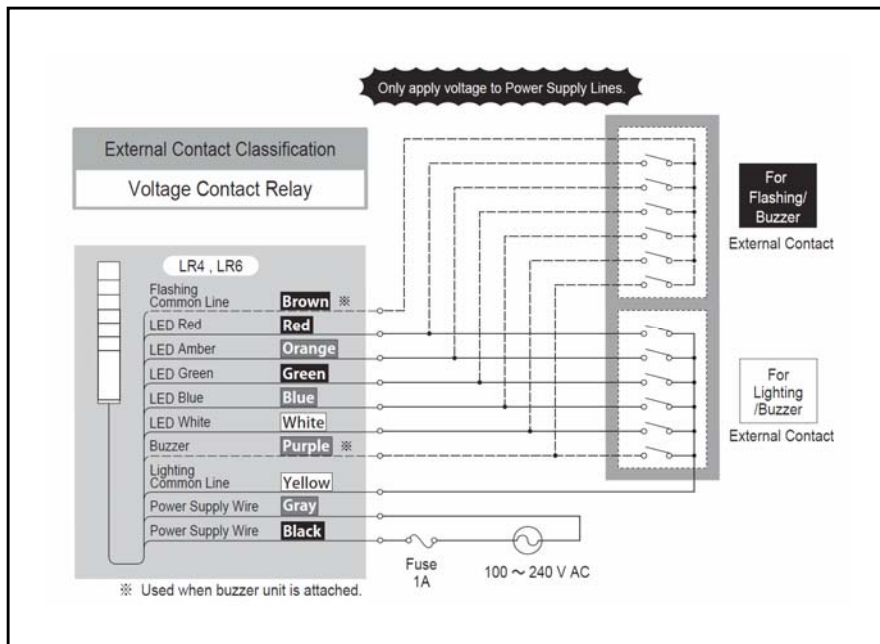 Only apply voltage to Power Supply Lines.
External Contact Classification
Voltage Contact Relay
For
Flashing/
Buzzer
External Contact
LR4 , LR6
Flashing
Common Line Brown ※
LED Red Red
LED Amber Orange
LED Green Green
LED Blue Blue
LED White White
Buzzer Purple ※
Lighting
Common Line Yellow
Power Supply Wire Gray
Power Supply Wire Black
For
Lighting
/Buzzer
External Contact
Fuse
1A
100 ~ 240 V AC
※ Used when buzzer unit is attached.